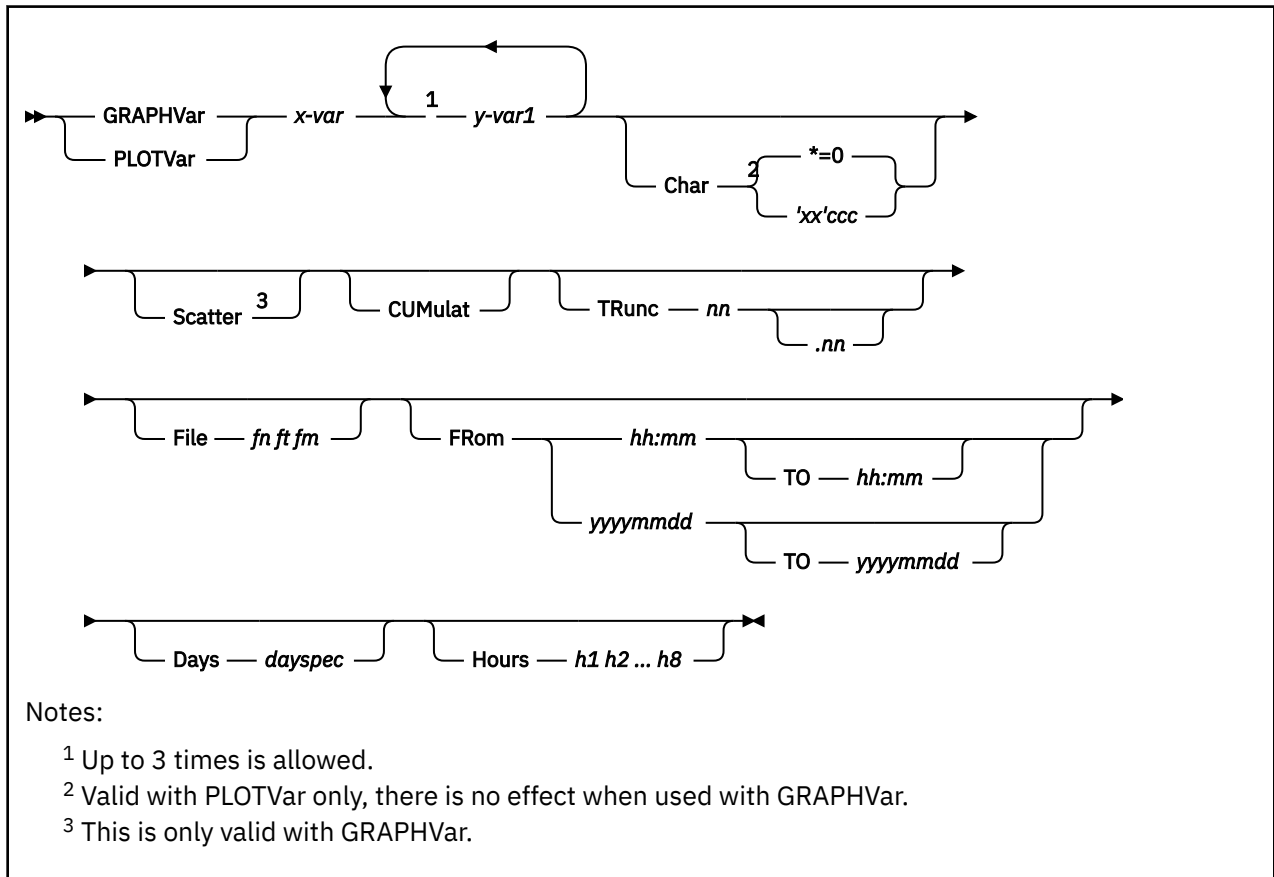 1
GRAPHVar x-var y-var1
PLOTVar
*=0
2
Char
'xx'ccc
Scatter 3
CUMulat
TRunc nn
.nn
File fn ft fm
FRom hh:mm
TO hh:mm
yyyymmdd
TO yyyymmdd
Days dayspec
Hours h1 h2 ... h8
Notes:
1 Up to 3 times is allowed.
2 Valid with PLOTVar only, there is no effect when used with GRAPHVar.
3 This is only valid with GRAPHVar.